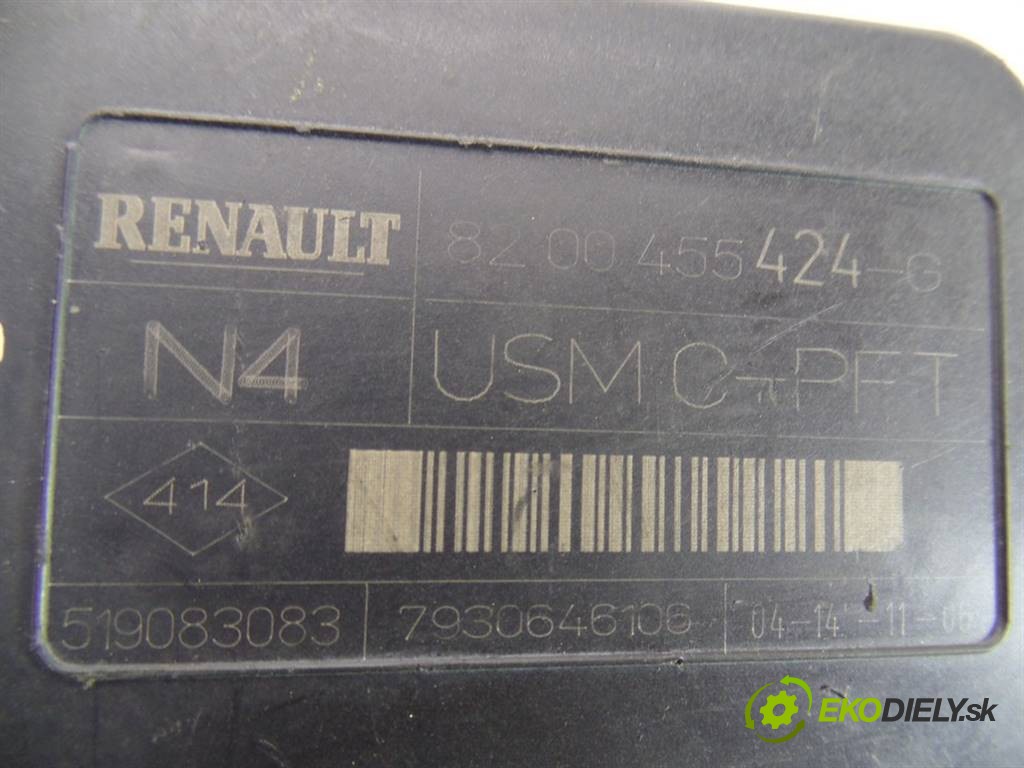 RENAULT 82 00 455 424-G
N4 USM C-PFT
414
519083083 7930646106 04-14-11-06
EKODIELY.sk